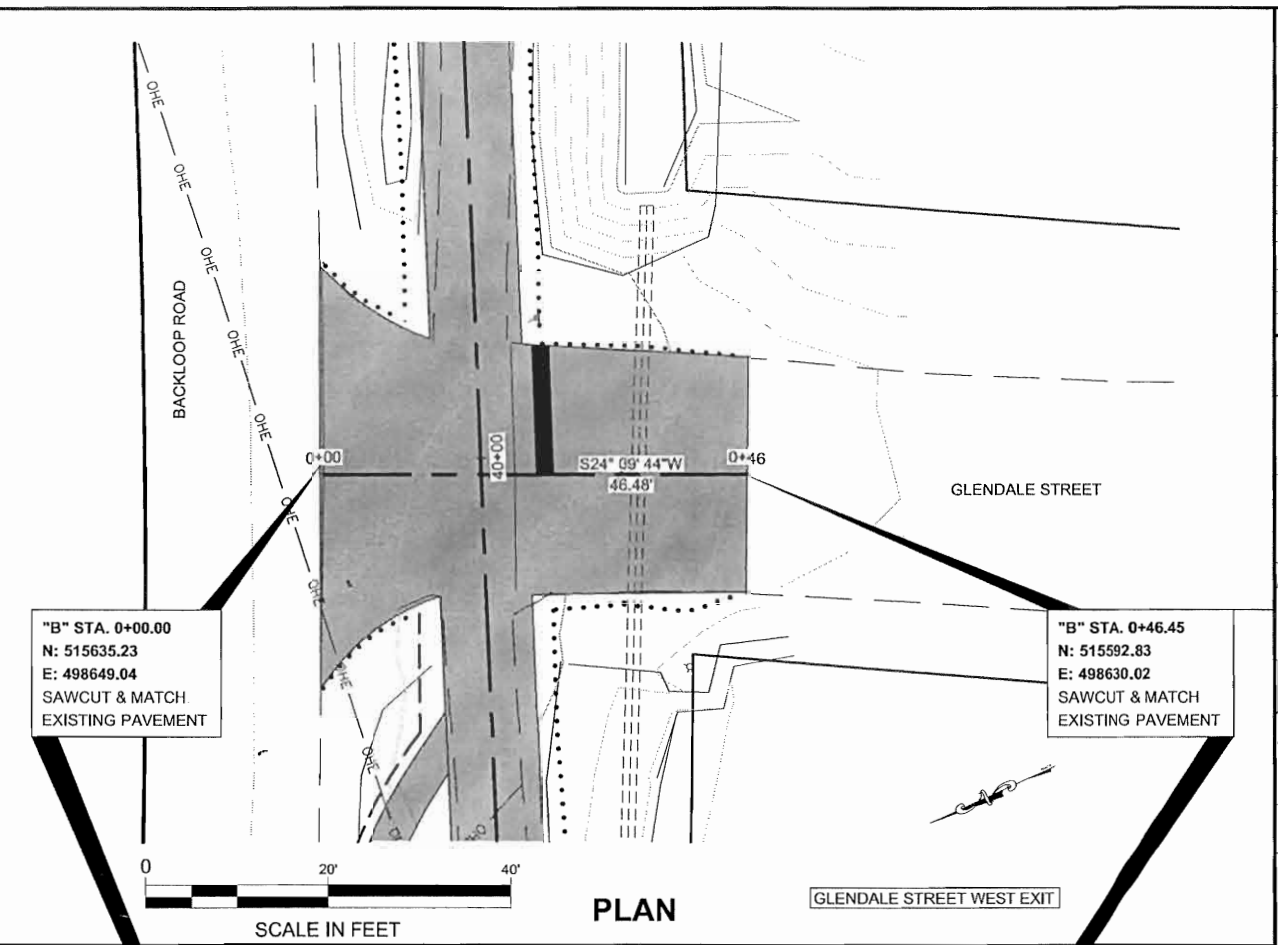 OHE
OHE
OHE
OHE
OHE
OHE
OHE
OHE
OHE
BACKLOOP ROAD
0+00
40+00
S24° 09' 44"W
46.48'
0+46
GLENDALE STREET
"B" STA. 0+00.00
N: 515635.23
E: 498649.04
SAWCUT & MATCH
EXISTING PAVEMENT
"B" STA. 0+46.45
N: 515592.83
E: 498630.02
SAWCUT & MATCH
EXISTING PAVEMENT
0
20'
40'
SCALE IN FEET
PLAN
GLENDALE STREET WEST EXIT